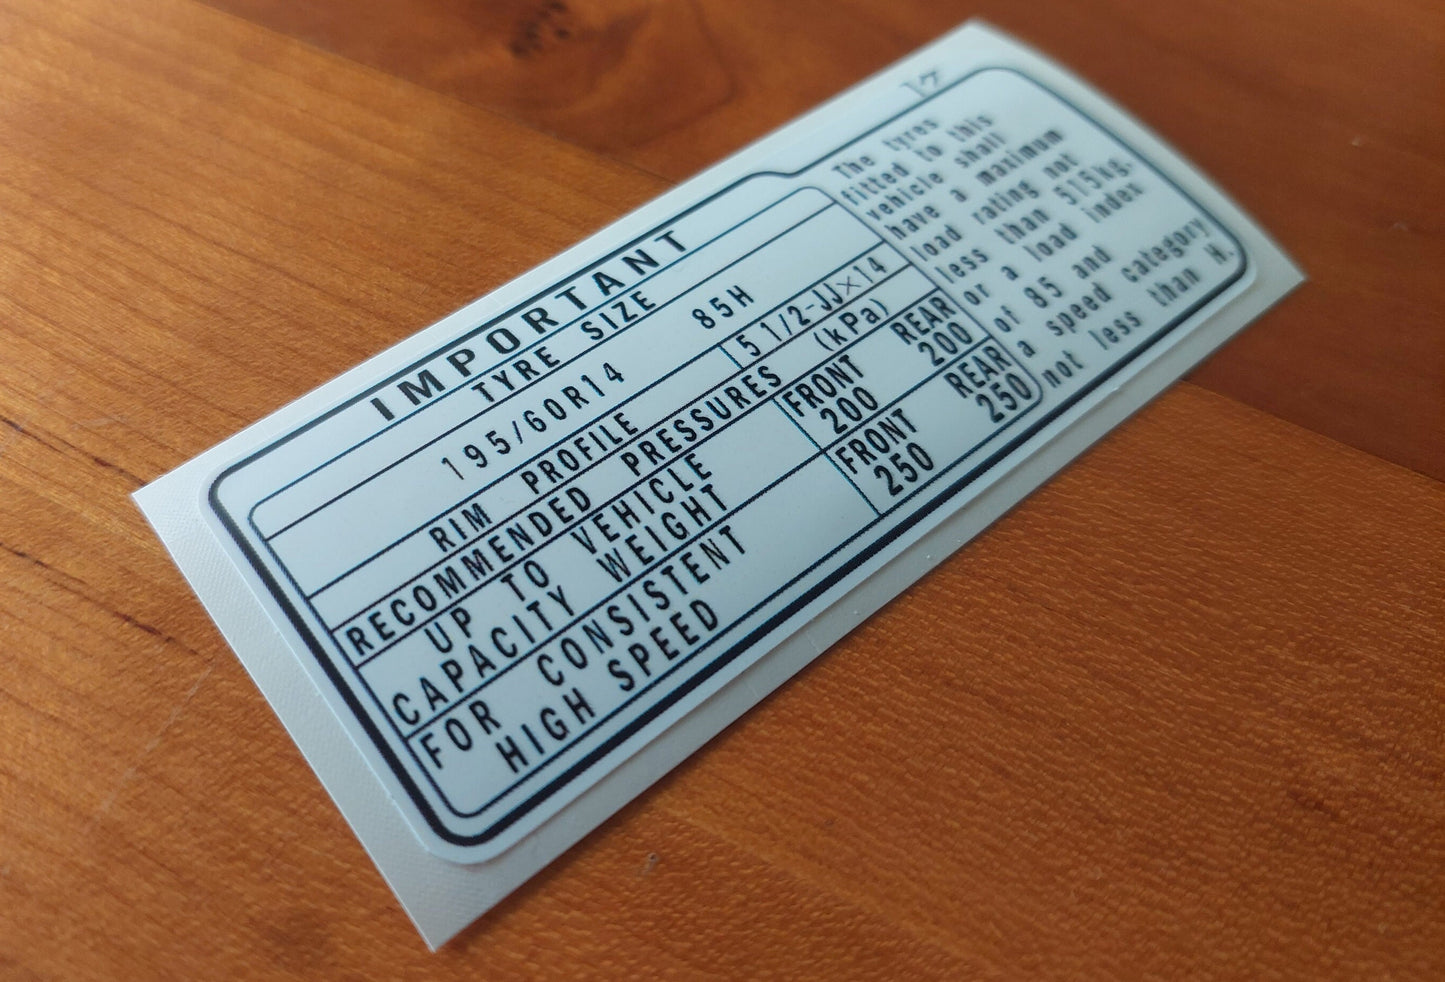 IMPORTANT
TYRE SIZE
195/60R14 85H
RIM PROFILE 5 1/2-JJ×14
RECOMMENDED PRESSURES (kPa)
UP TO VEHICLE
CAPACITY WEIGHT
FRONT REAR
200 200
FOR CONSISTENT
HIGH SPEED
FRONT REAR
250 250
The tyres
fitted to this
vehicle shall
have a maximum
load rating not
less than 515kg,
or a load index
of 85 and
a speed category
not less than H.